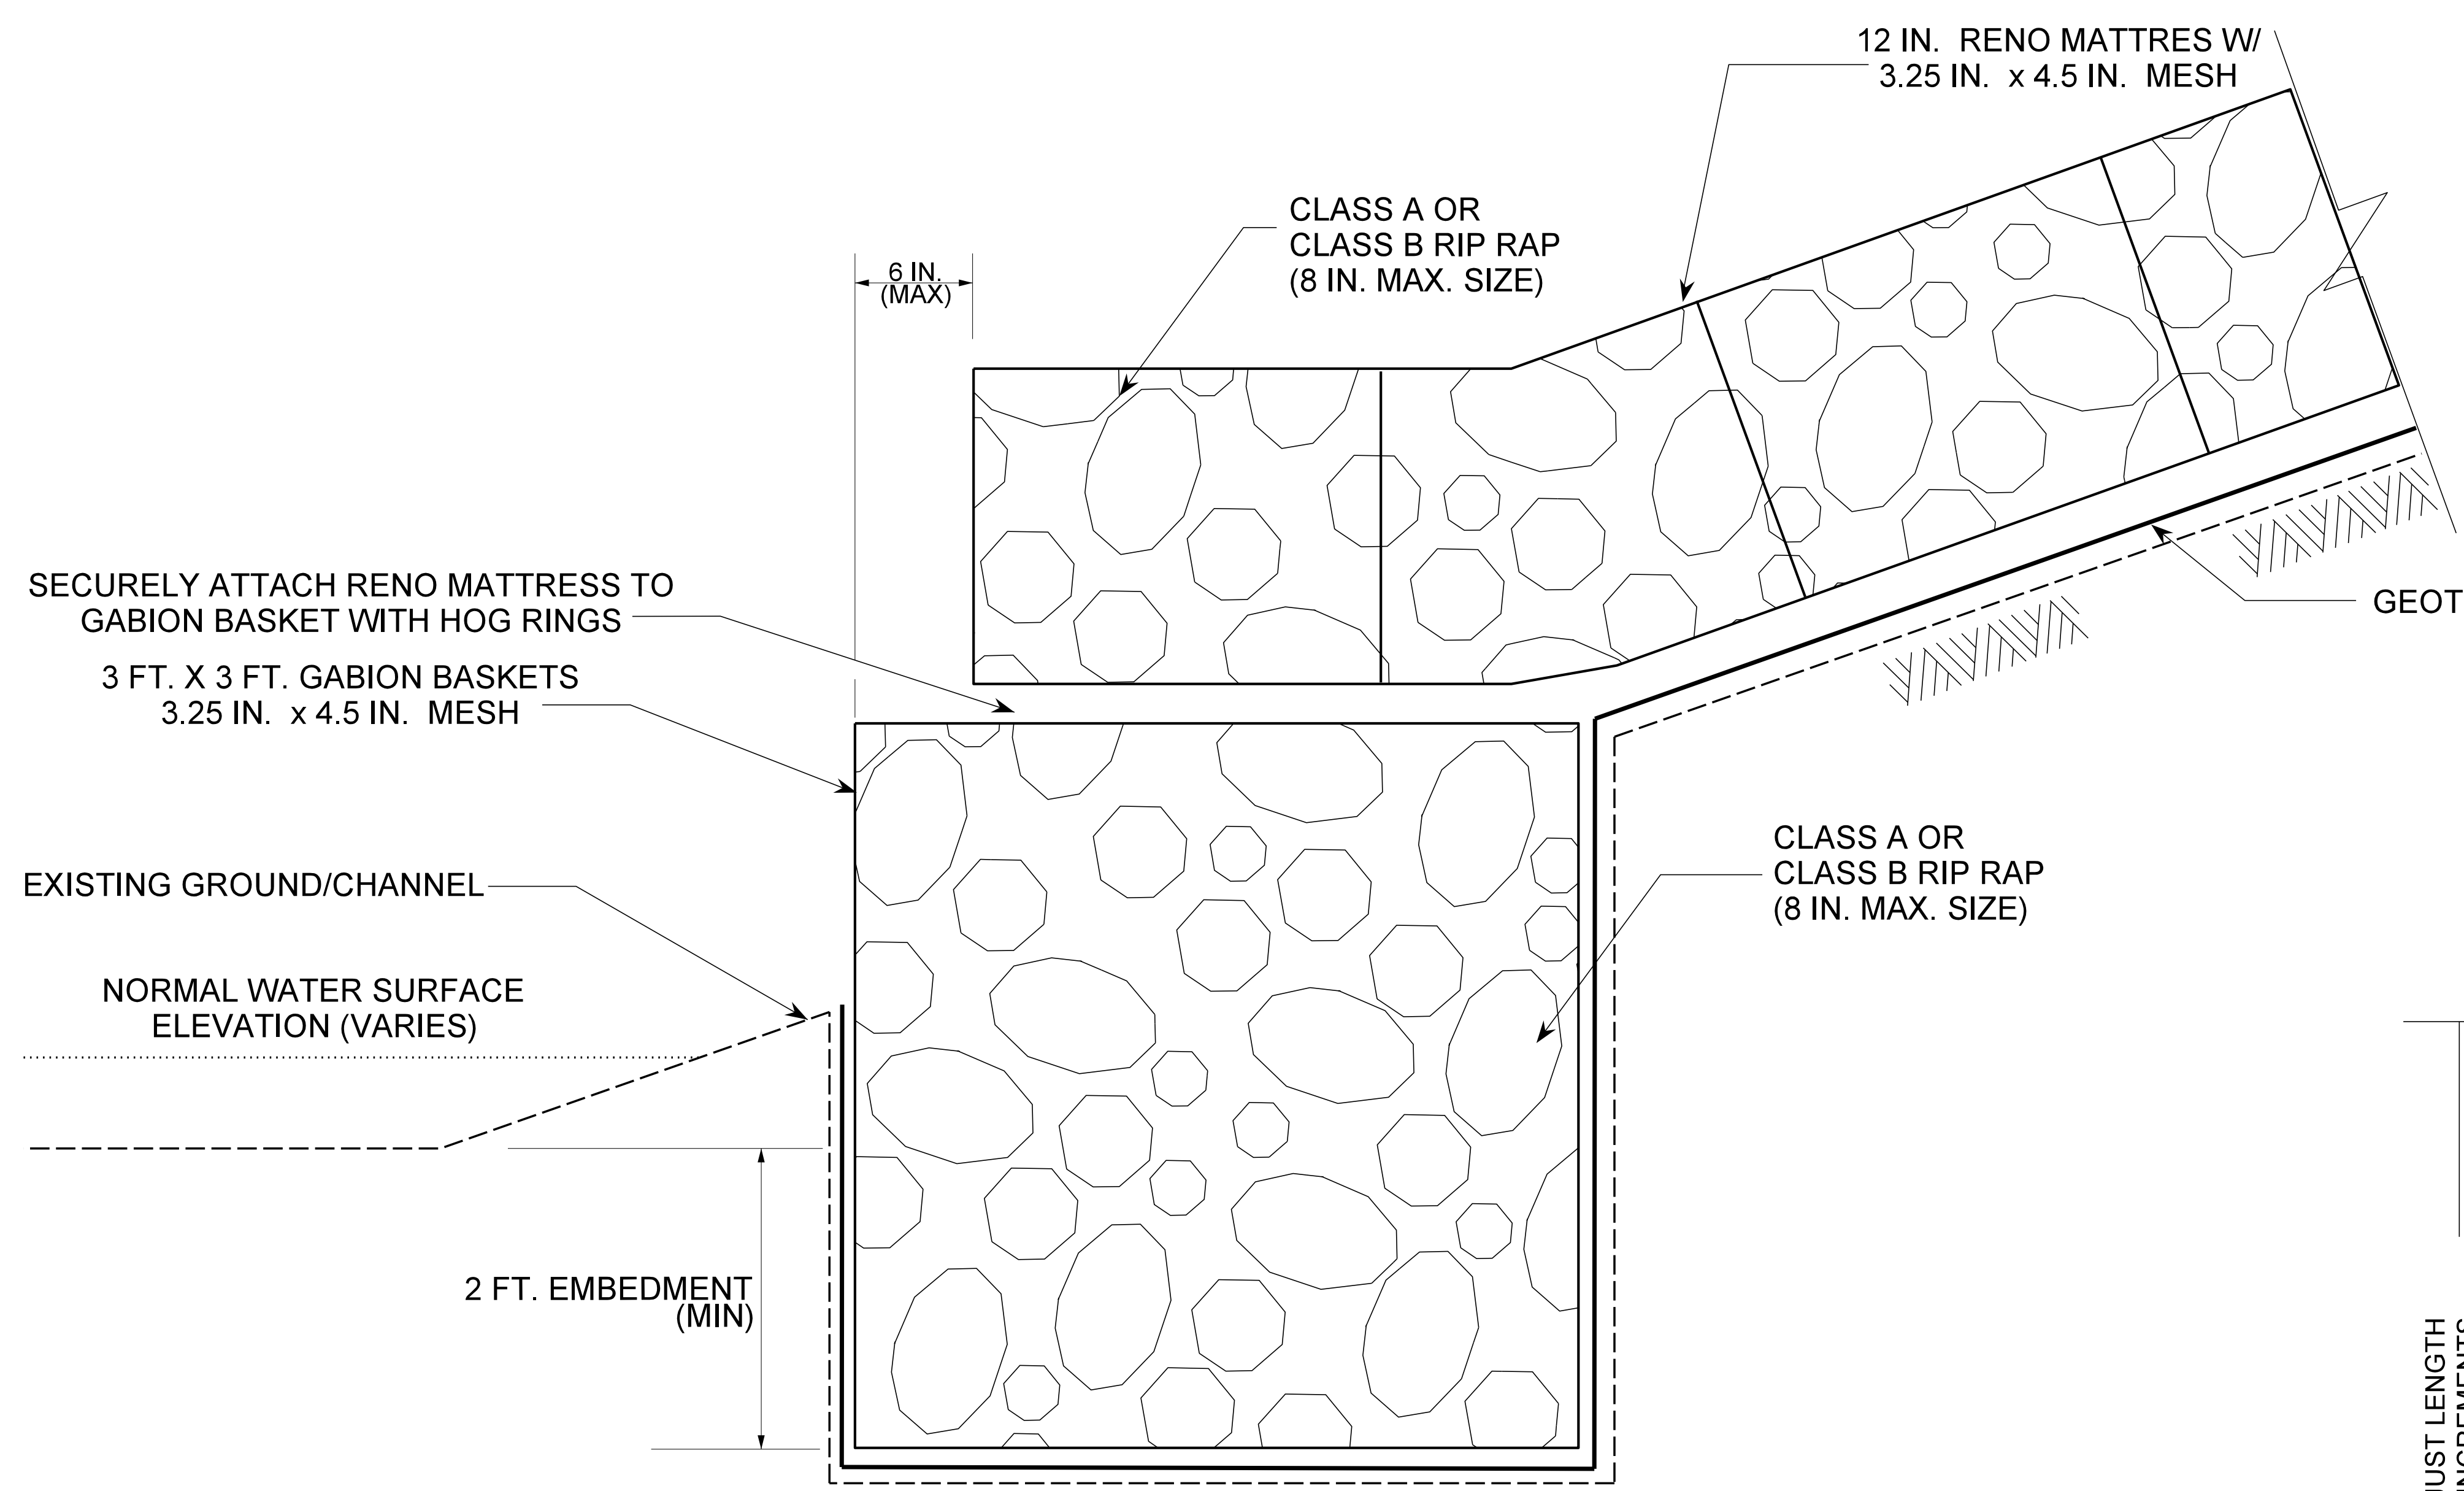 12 IN. RENO MATTRES W/
3.25 IN. x 4.5 IN. MESH
CLASS A OR
CLASS B RIP RAP
(8 IN. MAX. SIZE)
6 IN.
(MAX)
SECURELY ATTACH RENO MATTRESS TO
GABION BASKET WITH HOG RINGS
GEOT
3 FT. X 3 FT. GABION BASKETS
3.25 IN. x 4.5 IN. MESH
CLASS A OR
CLASS B RIP RAP
(8 IN. MAX. SIZE)
EXISTING GROUND/CHANNEL
NORMAL WATER SURFACE
ELEVATION (VARIES)
2 FT. EMBEDMENT
(MIN)
UST LENGTH